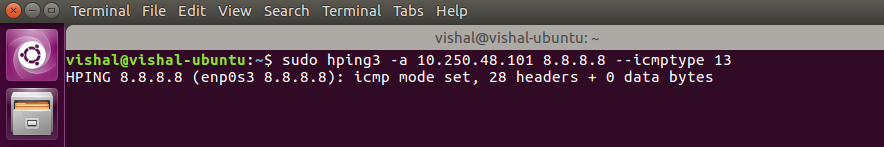 Terminal File Edit View Search Terminal Tabs Help
vishal@vishal-ubuntu: ~
vishal@vishal-ubuntu:~$ sudo hping3 -a 10.250.48.101 8.8.8.8 --icmptype 13
HPING 8.8.8.8 (enp0s3 8.8.8.8): icmp mode set, 28 headers + 0 data bytes